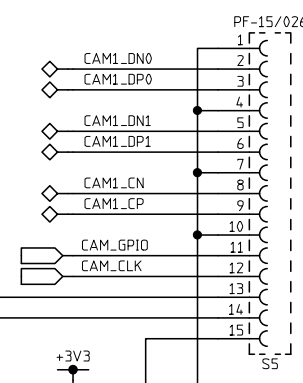 PF-15/026
1
CAM1_DN0 2
CAM1_DP0 3
4
CAM1_DN1 5
CAM1_DP1 6
7
CAM1_CN 8
CAM1_CP 9
10
CAM_GPIO 11
CAM_CLK 12
13
14
15
+3V3
S5